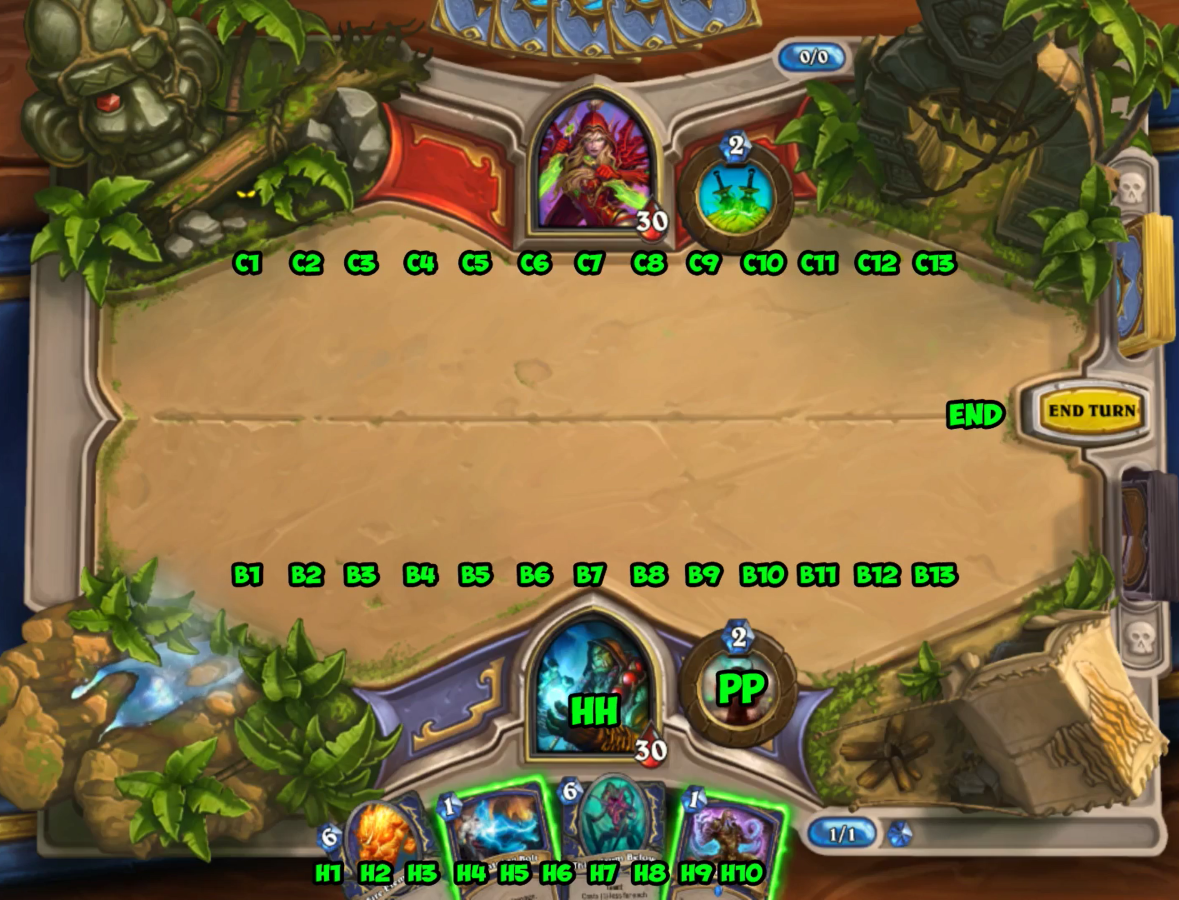 0/0
2
30
C1 C2 C3 C4 C5 C6 C7 C8 C9 C10 C11 C12 C13
END
END TURN
B1 B2 B3 B4 B5 B6 B7 B8 B9 B10 B11 B12 B13
2
PP
HH
30
6 1 6 1
1/1
H1 H2 H3 H4 H5 H6 H7 H8 H9 H10